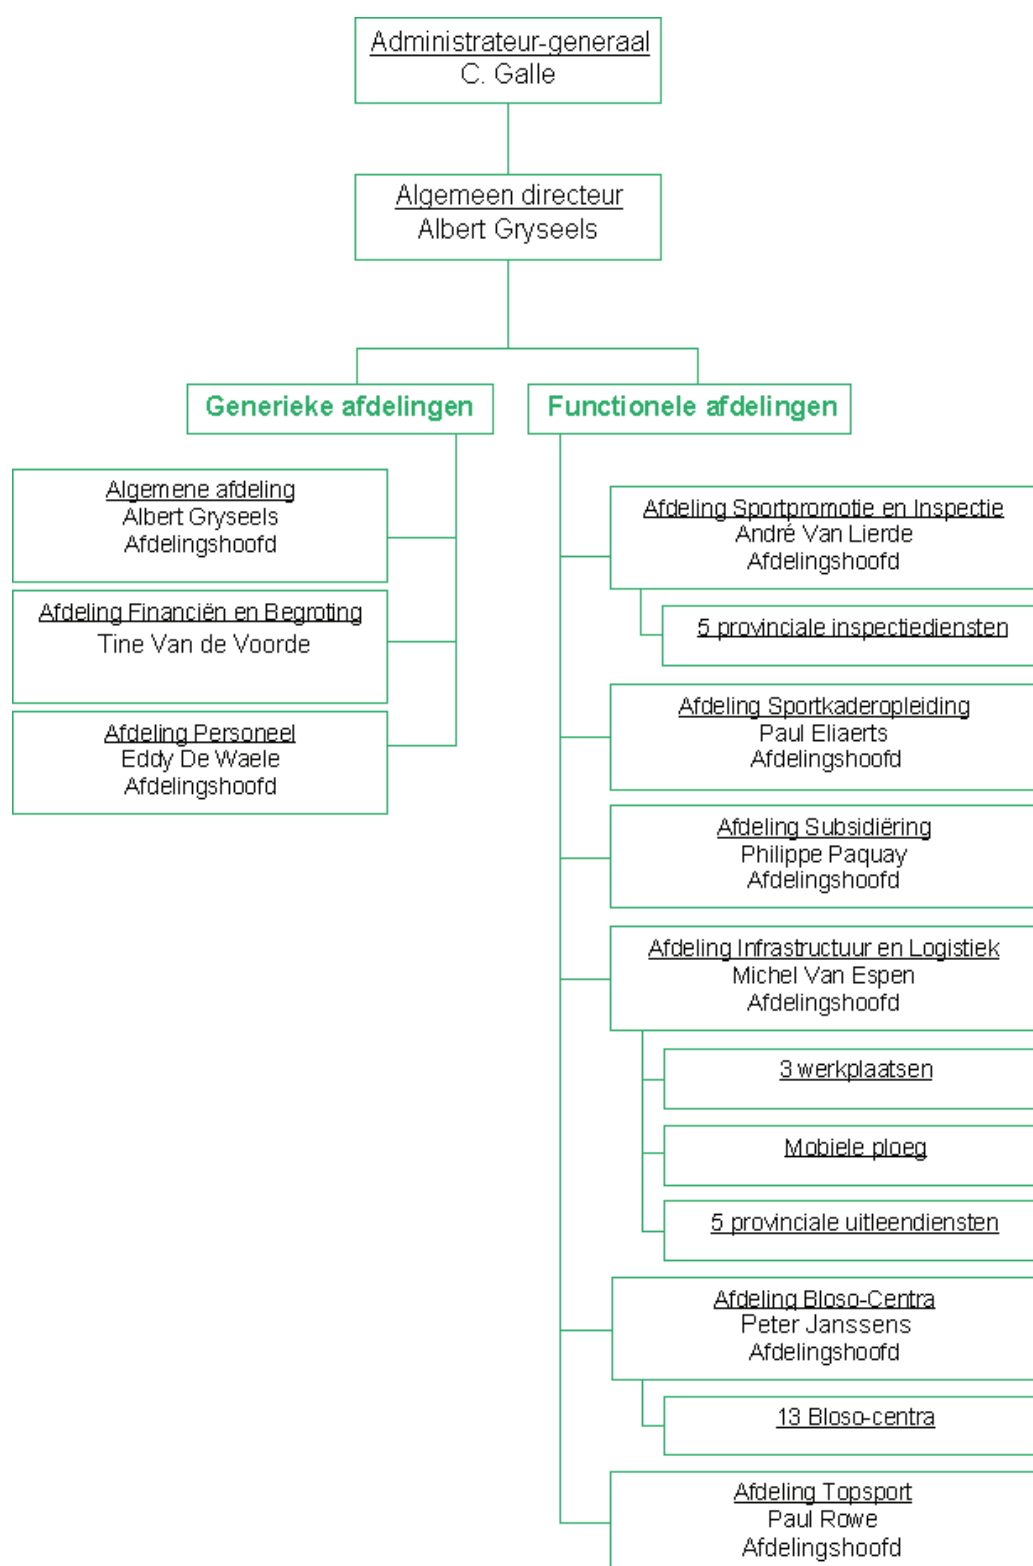 Administrateur-generaal
C. Galle
Algemeen directeur
Albert Gryseels
Generieke afdelingen
Algemene afdeling
Albert Gryseels
Afdelingshoofd
Afdeling Financiën en Begroting
Tine Van de Voorde
Afdeling Personeel
Eddy De Waele
Afdelingshoofd
Functionele afdelingen
Afdeling Sportpromotie en Inspectie
André Van Lierde
Afdelingshoofd
5 provinciale inspectiediensten
Afdeling Sportkaderopleiding
Paul Eliaerts
Afdelingshoofd
Afdeling Subsidiëring
Philippe Paquay
Afdelingshoofd
Afdeling Infrastructuur en Logistiek
Michel Van Espen
Afdelingshoofd
3 werkplaatsen
Mobiele ploeg
5 provinciale uitleendiensten
Afdeling Bloso-Centra
Peter Janssens
Afdelingshoofd
13 Bloso-centra
Afdeling Topsport
Paul Rowe
Afdelingshoofd